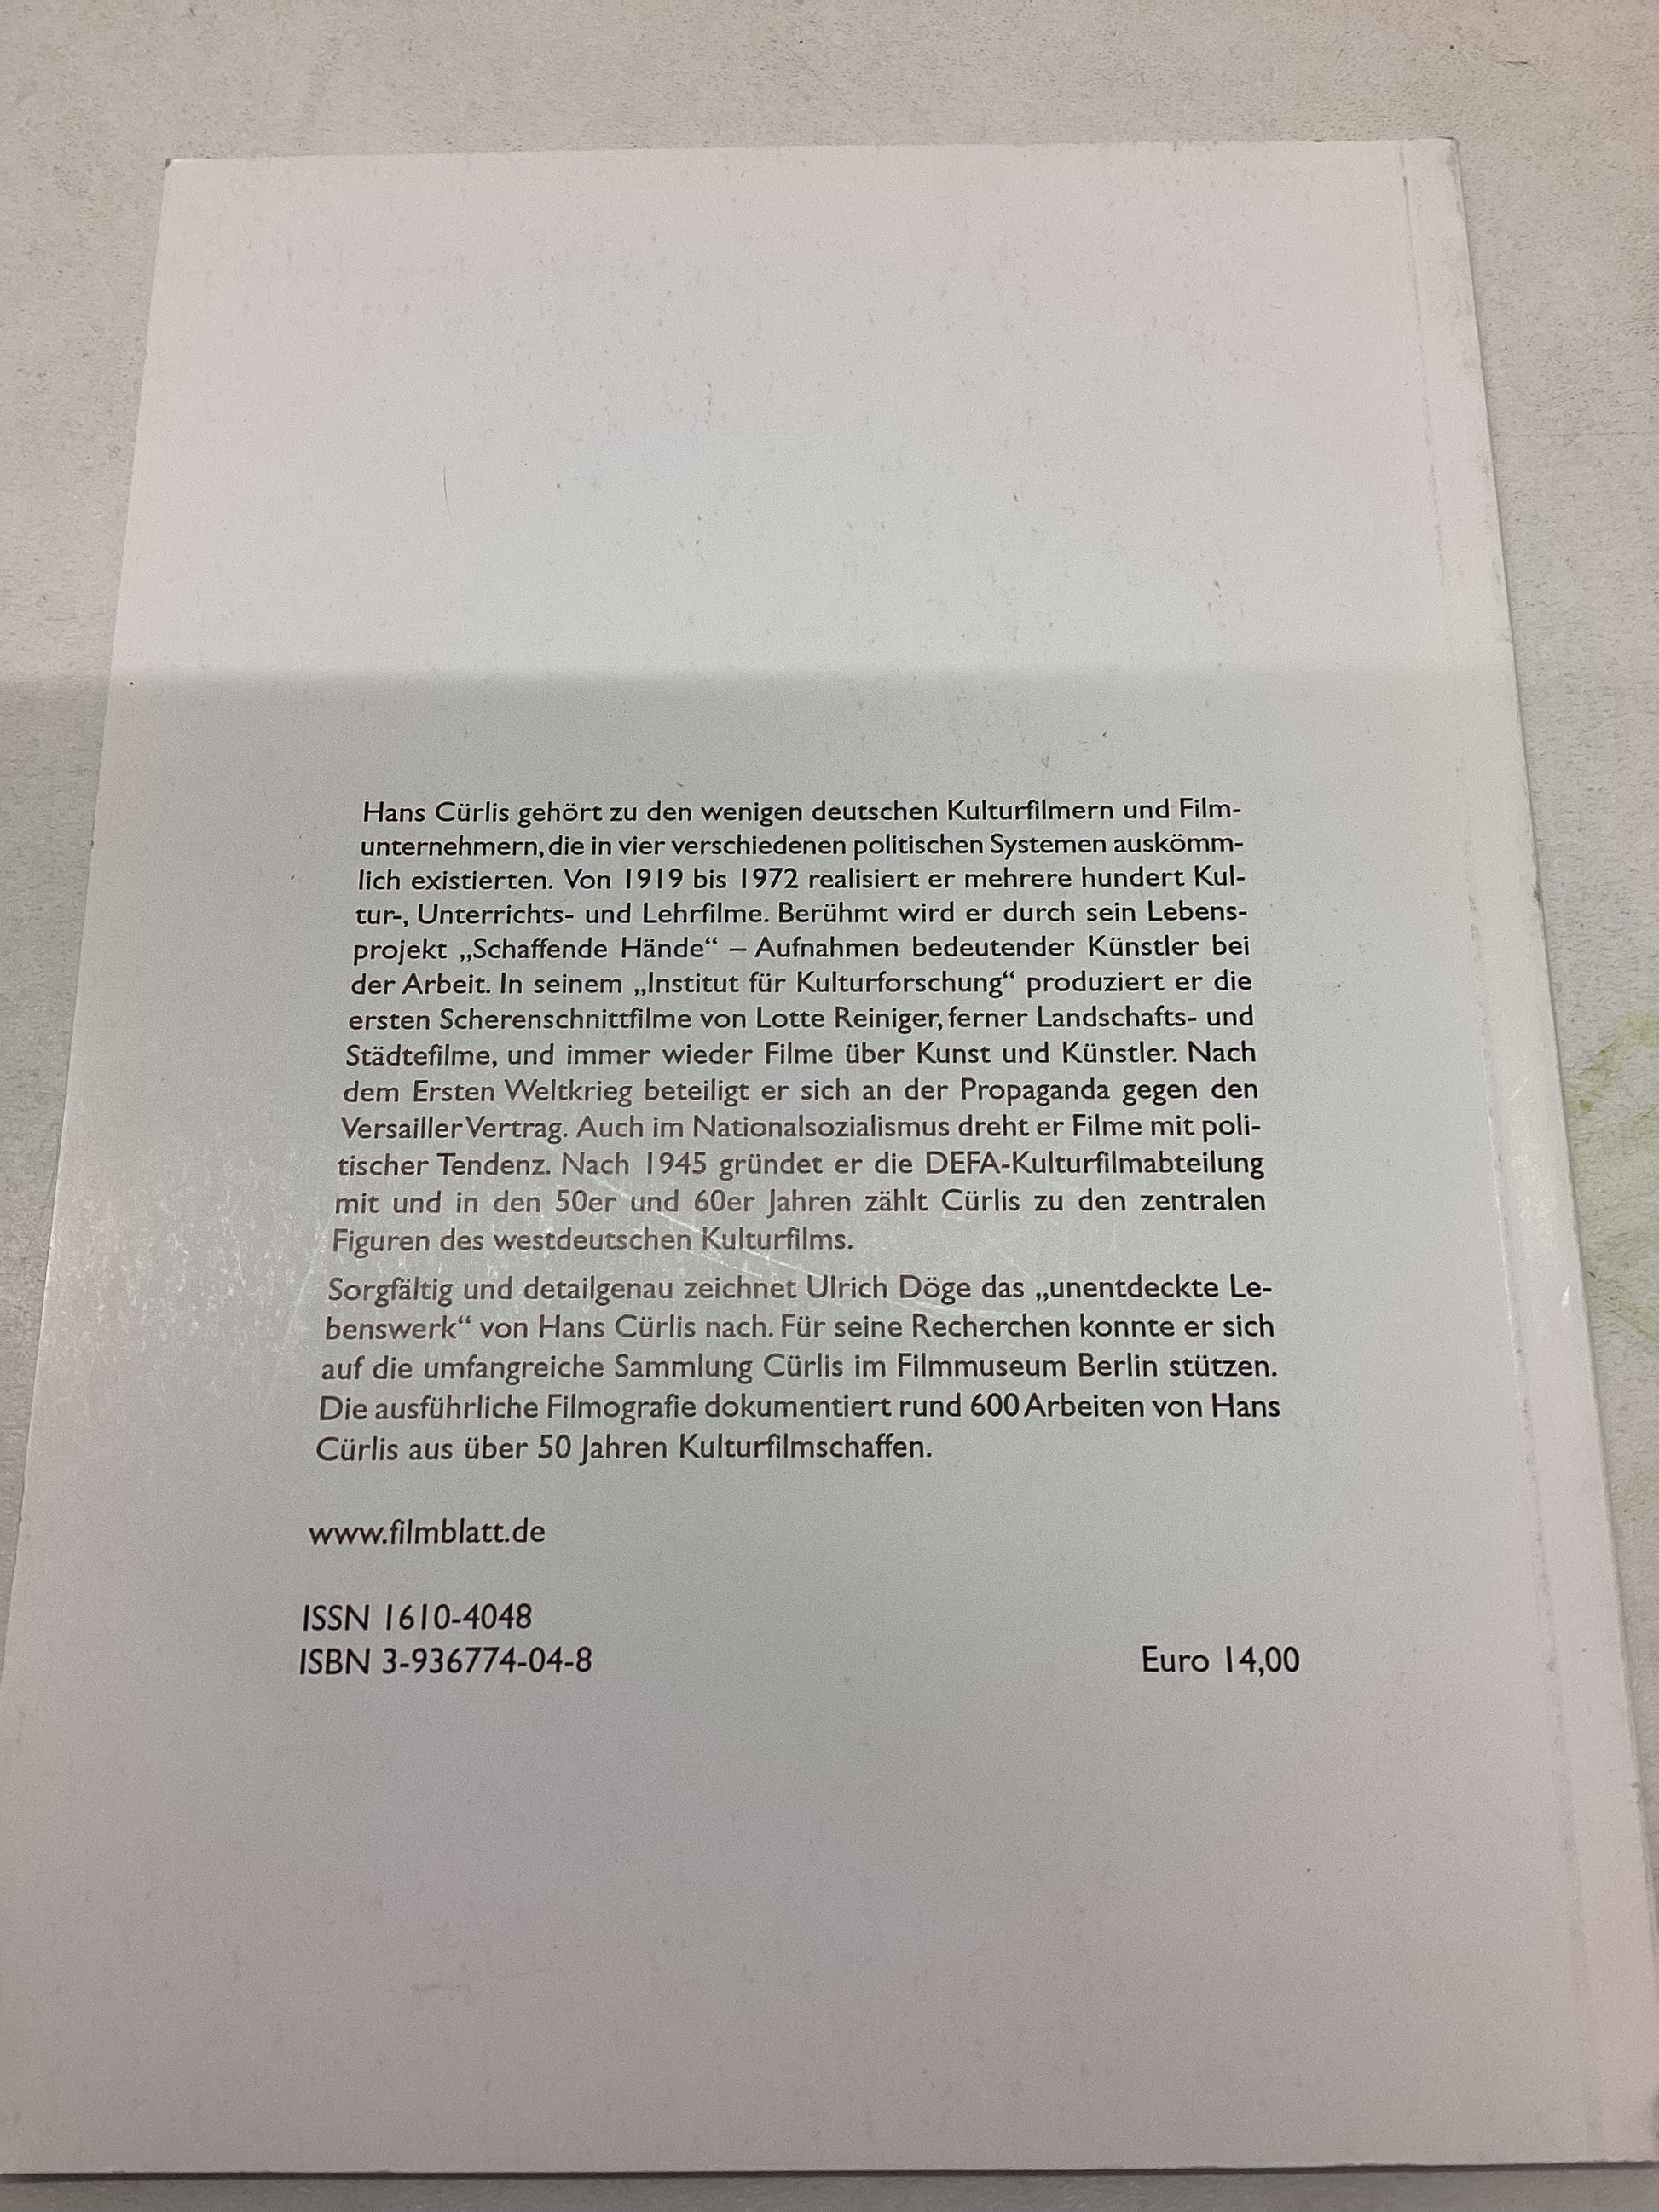 Hans Cürlis gehört zu den wenigen deutschen Kulturfilmern und Film-
unternehmern, die in vier verschiedenen politischen Systemen auskömm-
lich existierten. Von 1919 bis 1972 realisiert er mehrere hundert Kul-
tur-, Unterrichts- und Lehrfilme. Berühmt wird er durch sein Lebens-
projekt „Schaffende Hände“ – Aufnahmen bedeutender Künstler bei
der Arbeit. In seinem „Institut für Kulturforschung“ produziert er die
ersten Scherenschnittfilme von Lotte Reiniger, ferner Landschafts- und
Städtefilme, und immer wieder Filme über Kunst und Künstler. Nach
dem Ersten Weltkrieg beteiligt er sich an der Propaganda gegen den
Versailler Vertrag. Auch im Nationalsozialismus dreht er Filme mit poli-
tischer Tendenz. Nach 1945 gründet er die DEFA-Kulturfilmabteilung
mit und in den 50er und 60er Jahren zählt Cürlis zu den zentralen
Figuren des westdeutschen Kulturfilms.
Sorgfältig und detailgenau zeichnet Ulrich Döge das „unentdeckte Le-
benswerk“ von Hans Cürlis nach. Für seine Recherchen konnte er sich
auf die umfangreiche Sammlung Cürlis im Filmmuseum Berlin stützen.
Die ausführliche Filmografie dokumentiert rund 600 Arbeiten von Hans
Cürlis aus über 50 Jahren Kulturfilmschaffen.
www.filmblatt.de
ISSN 1610-4048
ISBN 3-936774-04-8
Euro 14,00